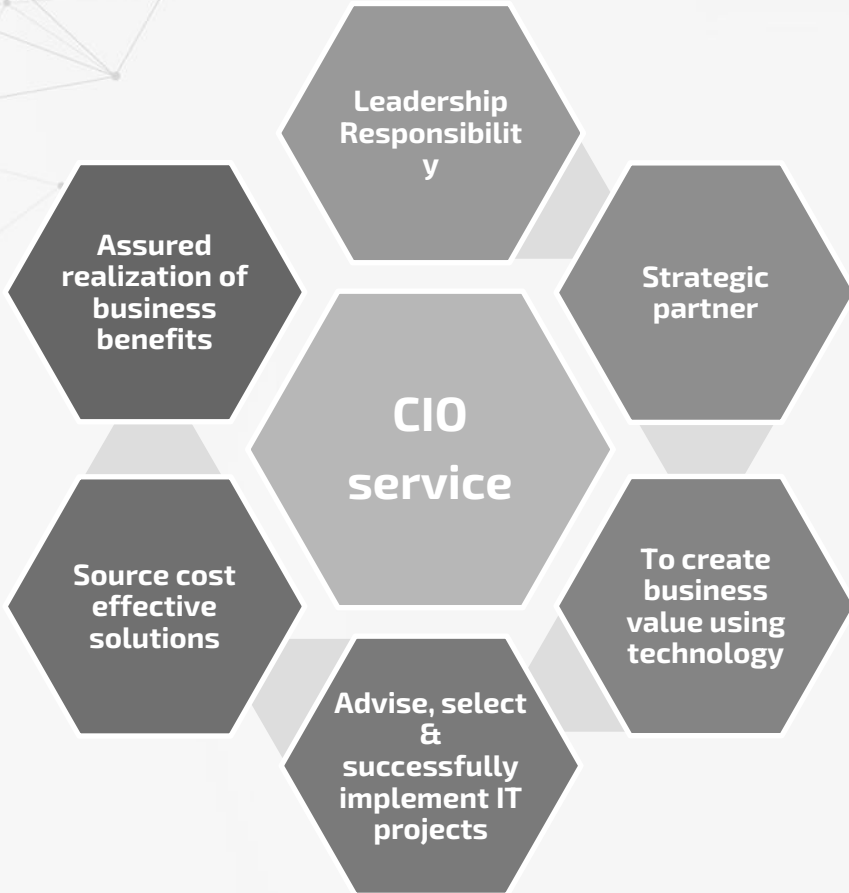 Leadership
Responsibilit
y
Strategic
partner
To create
business
value using
technology
Advise, select
&
successfully
implement IT
projects
Source cost
effective
solutions
Assured
realization of
business
benefits
CIO
service